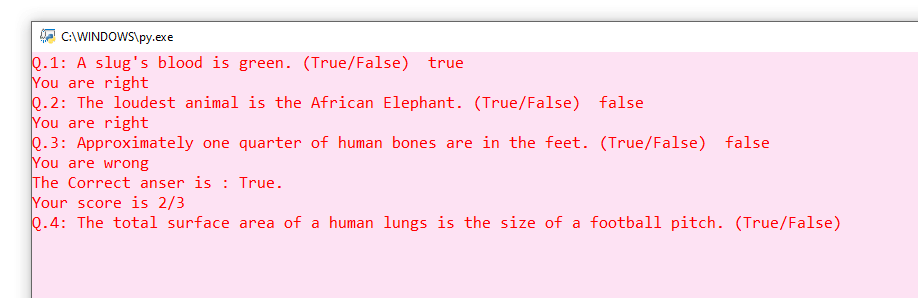 C:\WINDOWS\py.exe
Q.1: A slug's blood is green. (True/False)  true
You are right
Q.2: The loudest animal is the African Elephant. (True/False)  false
You are right
Q.3: Approximately one quarter of human bones are in the feet. (True/False)  false
You are wrong
The Correct anser is : True.
Your score is 2/3
Q.4: The total surface area of a human lungs is the size of a football pitch. (True/False)